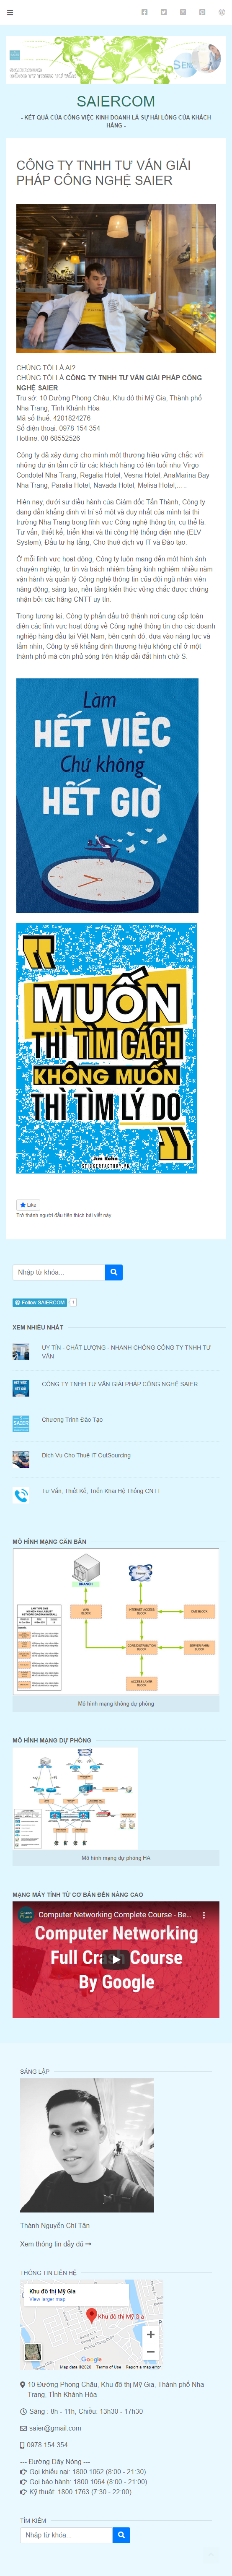 SAIERCOM
- KẾT QUẢ CỦA CÔNG VIỆC KINH DOANH LÀ SỰ HÀI LÒNG CỦA KHÁCH
HÀNG -
CÔNG TY TNHH TƯ VẤN GIẢI
PHÁP CÔNG NGHỆ SAIER
CHÚNG TÔI LÀ AI?
CHÚNG TÔI LÀ CÔNG TY TNHH TƯ VẤN GIẢI PHÁP CÔNG
NGHỆ SAIER
Trụ sở: 10 Đường Phong Châu, Khu đô thị Mỹ Gia, Thành phố
Nha Trang, Tỉnh Khánh Hòa
Mã số thuế: 4201824276
Số điện thoại: 0978 154 354
Hotline: 08 68552526
Công ty đã xây dựng cho mình một thương hiệu vững chắc với
những dự án tầm cỡ từ các khách hàng có tên tuổi như Virgo
Condotel Nha Trang, Regalia Hotel, Vesna Hotel, AnaMarina Bay
Nha Trang, Paralia Hotel, Navada Hotel, Melisa Hotel,......
Hiện nay, dưới sự điều hành của Giám đốc Tấn Thành, Công ty
đang dần khẳng định vị trí số một và duy nhất của mình tại thị
trường Nha Trang trong lĩnh vực Công nghệ thông tin, cụ thể là:
Tư vấn, thiết kế, triển khai và thi công Hệ thống điện nhẹ (ELV
System), Đầu tư hạ tầng, Cho thuê dịch vụ IT và Đào tạo.
Ở mỗi lĩnh vực hoạt động, Công ty luôn mang đến một hình ảnh
chuyên nghiệp, tự tin và trách nhiệm bằng kinh nghiệm nhiều năm
vận hành và quản lý Công nghệ thông tin của đội ngũ nhân viên
năng động, sáng tạo, nền tảng kiến thức vững chắc được chứng
nhận bởi các hãng CNTT uy tín.
Trong tương lai, Công ty phấn đấu trở thành nơi cung cấp toàn
diện các lĩnh vực hoạt động về Công nghệ thông tin cho các doanh
nghiệp hàng đầu tại Việt Nam, bên cạnh đó, dựa vào năng lực và
tầm nhìn, Công ty sẽ khẳng định thương hiệu không chỉ ở một
thành phố mà còn phủ sóng trên khắp dải đất hình chữ S.
Làm
HẾT VIỆC
Chứ không
HẾT GIỜ
MUỐN
THÌ TÌM CÁCH
KHÔNG MUỐN
THÌ TÌM LÝ DO
Jim Rohn
STICKERFACTORY.VN
Like
Trở thành người đầu tiên thích bài viết này.
Nhập từ khóa...
Follow SAIERCOM
1
XEM NHIỀU NHẤT
UY TÍN - CHẤT LƯỢNG - NHANH CHÓNG CÔNG TY TNHH TƯ
VẤN
CÔNG TY TNHH TƯ VẤN GIẢI PHÁP CÔNG NGHỆ SAIER
Chương Trình Đào Tạo
Dịch Vụ Cho Thuê IT OutSourcing
Tư Vấn, Thiết Kế, Triển Khai Hệ Thống CNTT
MÔ HÌNH MẠNG CĂN BẢN
BRANCH
Mô hình mạng không dự phòng
MÔ HÌNH MẠNG DỰ PHÒNG
Mô hình mạng dự phòng HA
MẠNG MÁY TÍNH TỪ CƠ BẢN ĐẾN NÂNG CAO
Computer Networking Complete Course - Be...
Computer Networking
Full Crash Course
By Google
SÁNG LẬP
Thành Nguyễn Chí Tấn
Xem thông tin đầy đủ
THÔNG TIN LIÊN HỆ
Khu đô thị Mỹ Gia
View larger map
Khu đô thị Mỹ Gia
Google
Map data ©2020 Terms of Use Report a map error
10 Đường Phong Châu, Khu đô thị Mỹ Gia, Thành phố Nha
Trang, Tỉnh Khánh Hòa
Sáng : 8h - 11h, Chiều: 13h30 - 17h30
saier@gmail.com
0978 154 354
--- Đường Dây Nóng ---
Gọi khiếu nại: 1800.1062 (8:00 - 21:30)
Gọi bảo hành: 1800.1064 (8:00 - 21:00)
Kỹ thuật: 1800.1763 (7:30 - 22:00)
TÌM KIẾM
Nhập từ khóa...